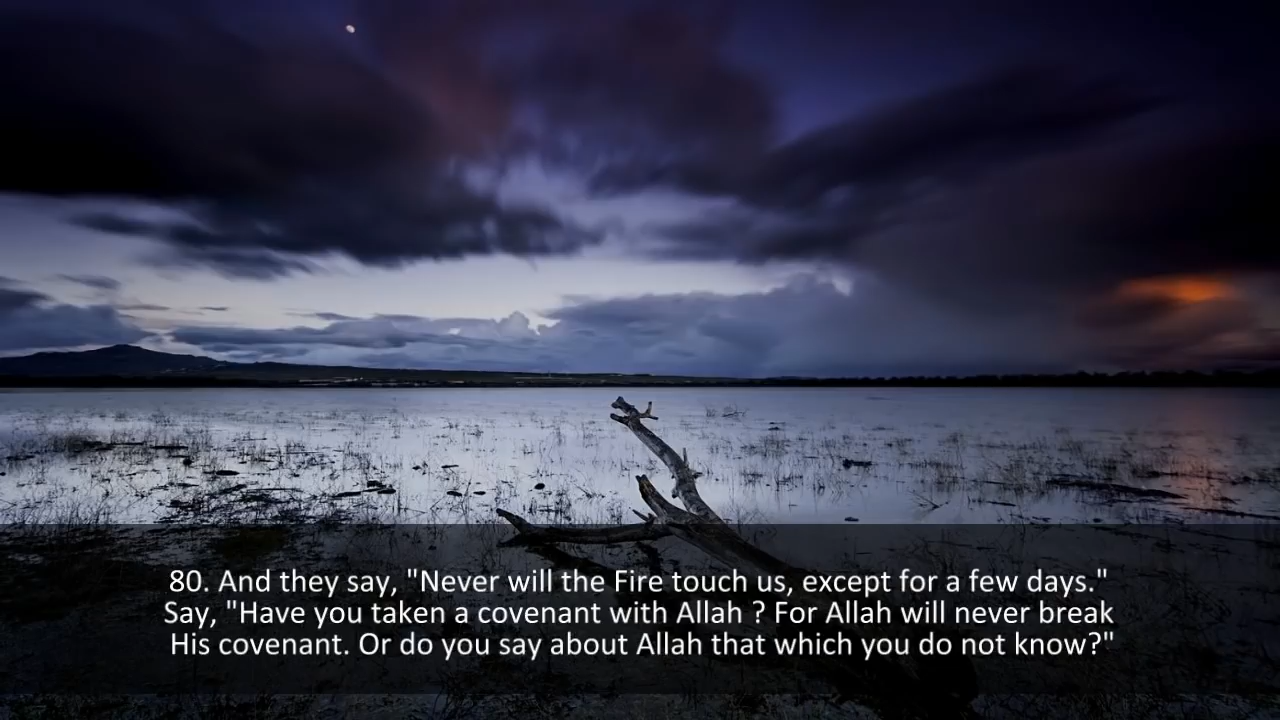 80. And they say, "Never will the Fire touch us, except for a few days."
Say, "Have you taken a covenant with Allah ? For Allah will never break
His covenant. Or do you say about Allah that which you do not know?"